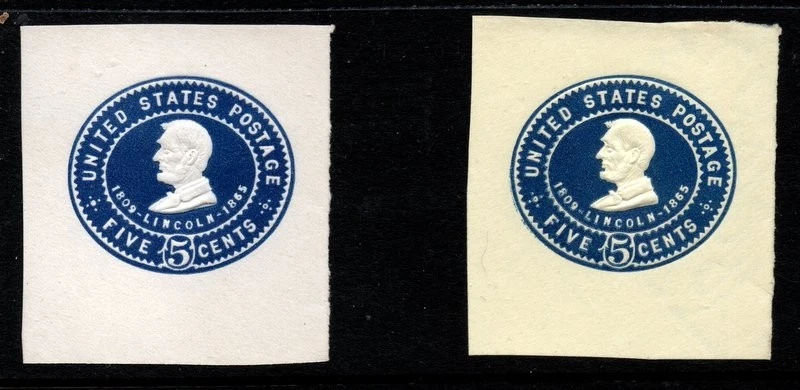 UNITED STATES POSTAGE
1809-LINCOLN-1865
FIVE 5 CENTS
UNITED STATES POSTAGE
1809-LINCOLN-1865
FIVE 5 CENTS